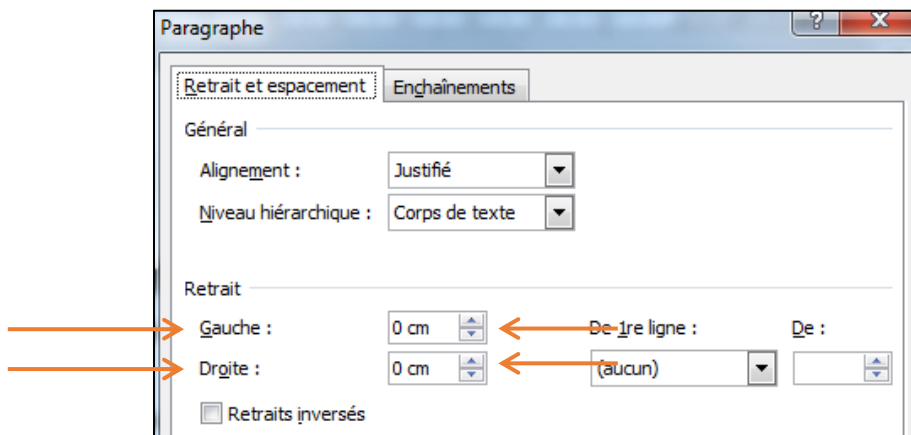 Paragraphe
Retrait et espacement Enchaînements
Général
Alignement : Justifié
Niveau hiérarchique : Corps de texte
Retrait
Gauche : 0 cm De 1re ligne : De :
Droite : 0 cm (aucun)
Retraits inversés